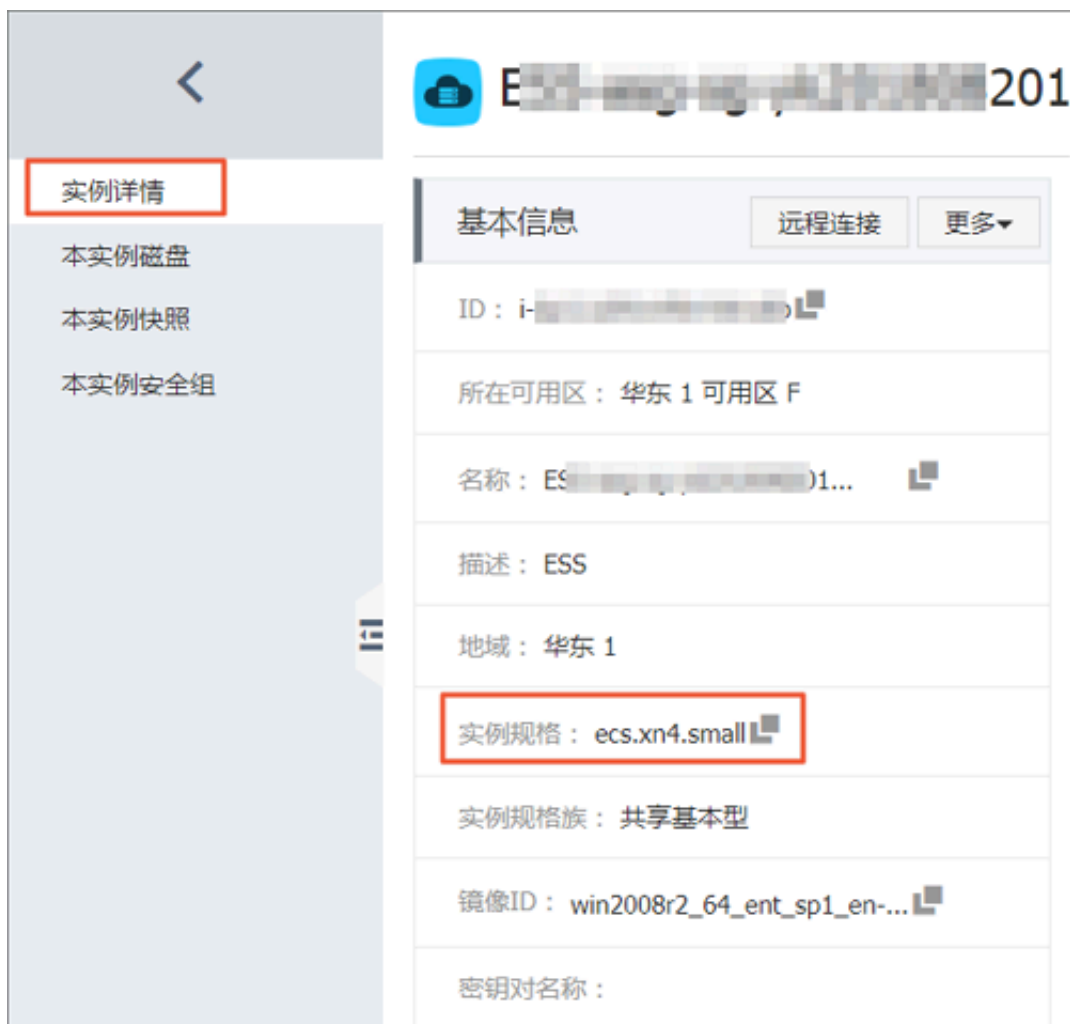 E 201
实例详情
本实例磁盘
本实例快照
本实例安全组
基本信息 远程连接 更多
ID： i-
所在可用区： 华东 1 可用区 F
名称： ES 01...
描述： ESS
地域： 华东 1
实例规格： ecs.xn4.small
实例规格族： 共享基本型
镜像ID： win2008r2_64_ent_sp1_en-...
密钥对名称：